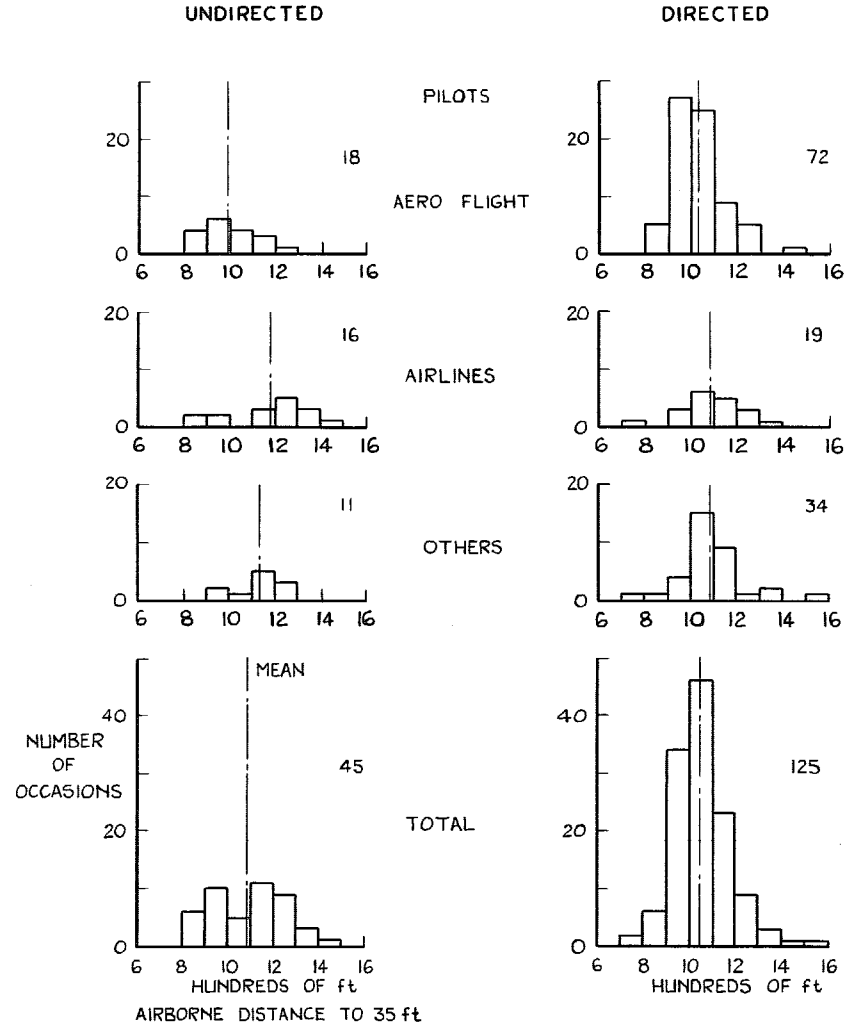 UNDIRECTED
DIRECTED
PILOTS
20
18
0
6 8 10 12 14 16
AERO FLIGHT
20
72
0
6 8 10 12 14 16
20
16
0
6 8 10 12 14 16
AIRLINES
20
19
0
6 8 10 12 14 16
20
11
0
6 8 10 12 14 16
OTHERS
20
34
0
6 8 10 12 14 16
MEAN
40
NUMBER
OF
OCCASIONS
45
20
0
6 8 10 12 14 16
HUNDREDS OF ft
AIRBORNE DISTANCE TO 35 ft
TOTAL
40
125
20
0
6 8 10 12 14 16
HUNDREDS OF ft